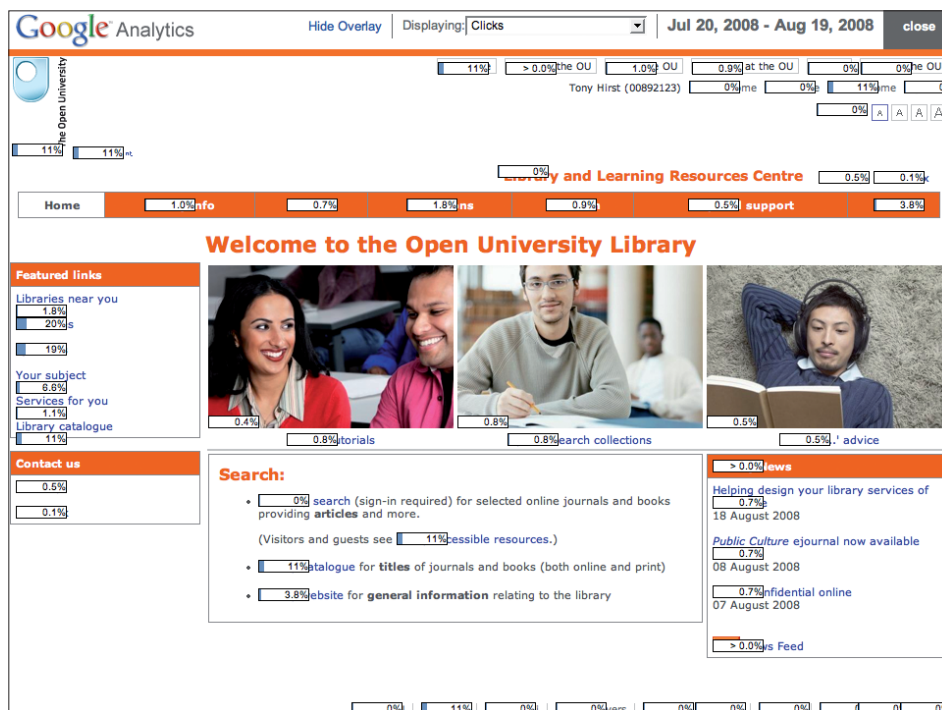 Google Analytics Hide Overlay Displaying: Clicks Jul 20, 2008 - Aug 19, 2008 close
The Open University
11% > 0.0% the OU 1.0% OU 0.9% at the OU 0% 0% he OU
Tony Hirst (00892123) 0% me 0% e 11% me
0% A A A A
11% 11% nt.
0%
Library and Learning Resources Centre 0.5% 0.1% x
Home 1.0% nfo 0.7% 1.8% ns 0.9% 0.5% support 3.8%
Welcome to the Open University Library
Featured links
Libraries near you
1.8%
20% s
19%
Your subject
6.6%
Services for you
1.1%
Library catalogue
11%
0.4% 0.8% 0.5%
0.8% utorials 0.8% earch collections 0.5% ..' advice
Contact us
0.5%
0.1%
Search:
• 0% search (sign-in required) for selected online journals and books
providing articles and more.
(Visitors and guests see 11% cessible resources.)
• 11% atalogue for titles of journals and books (both online and print)
• 3.8% ebsite for general information relating to the library
> 0.0% ews
Helping design your library services of
0.7% e
18 August 2008
Public Culture ejournal now available
0.7%
08 August 2008
0.7% nfidential online
07 August 2008
> 0.0% ws Feed
0% 11% 0% 0% vers 0% 0% 0% 0%